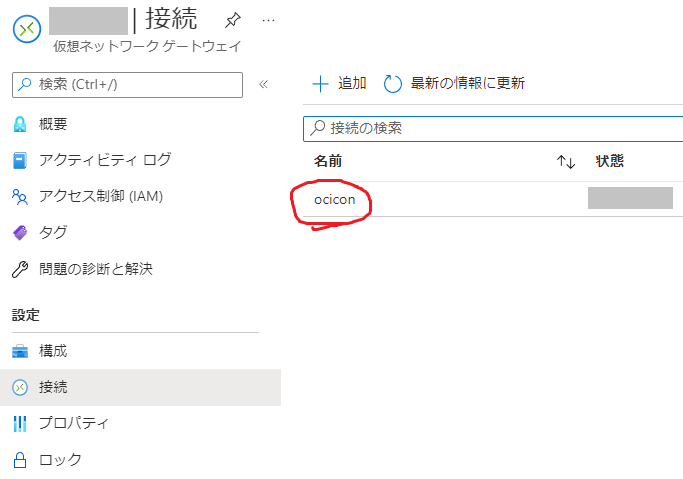 | 接続
仮想ネットワーク ゲートウェイ
検索 (Ctrl+/)
概要
アクティビティ ログ
アクセス制御 (IAM)
タグ
問題の診断と解決
設定
構成
接続
プロパティ
ロック
追加 最新の情報に更新
接続の検索
名前 状態
ocicon